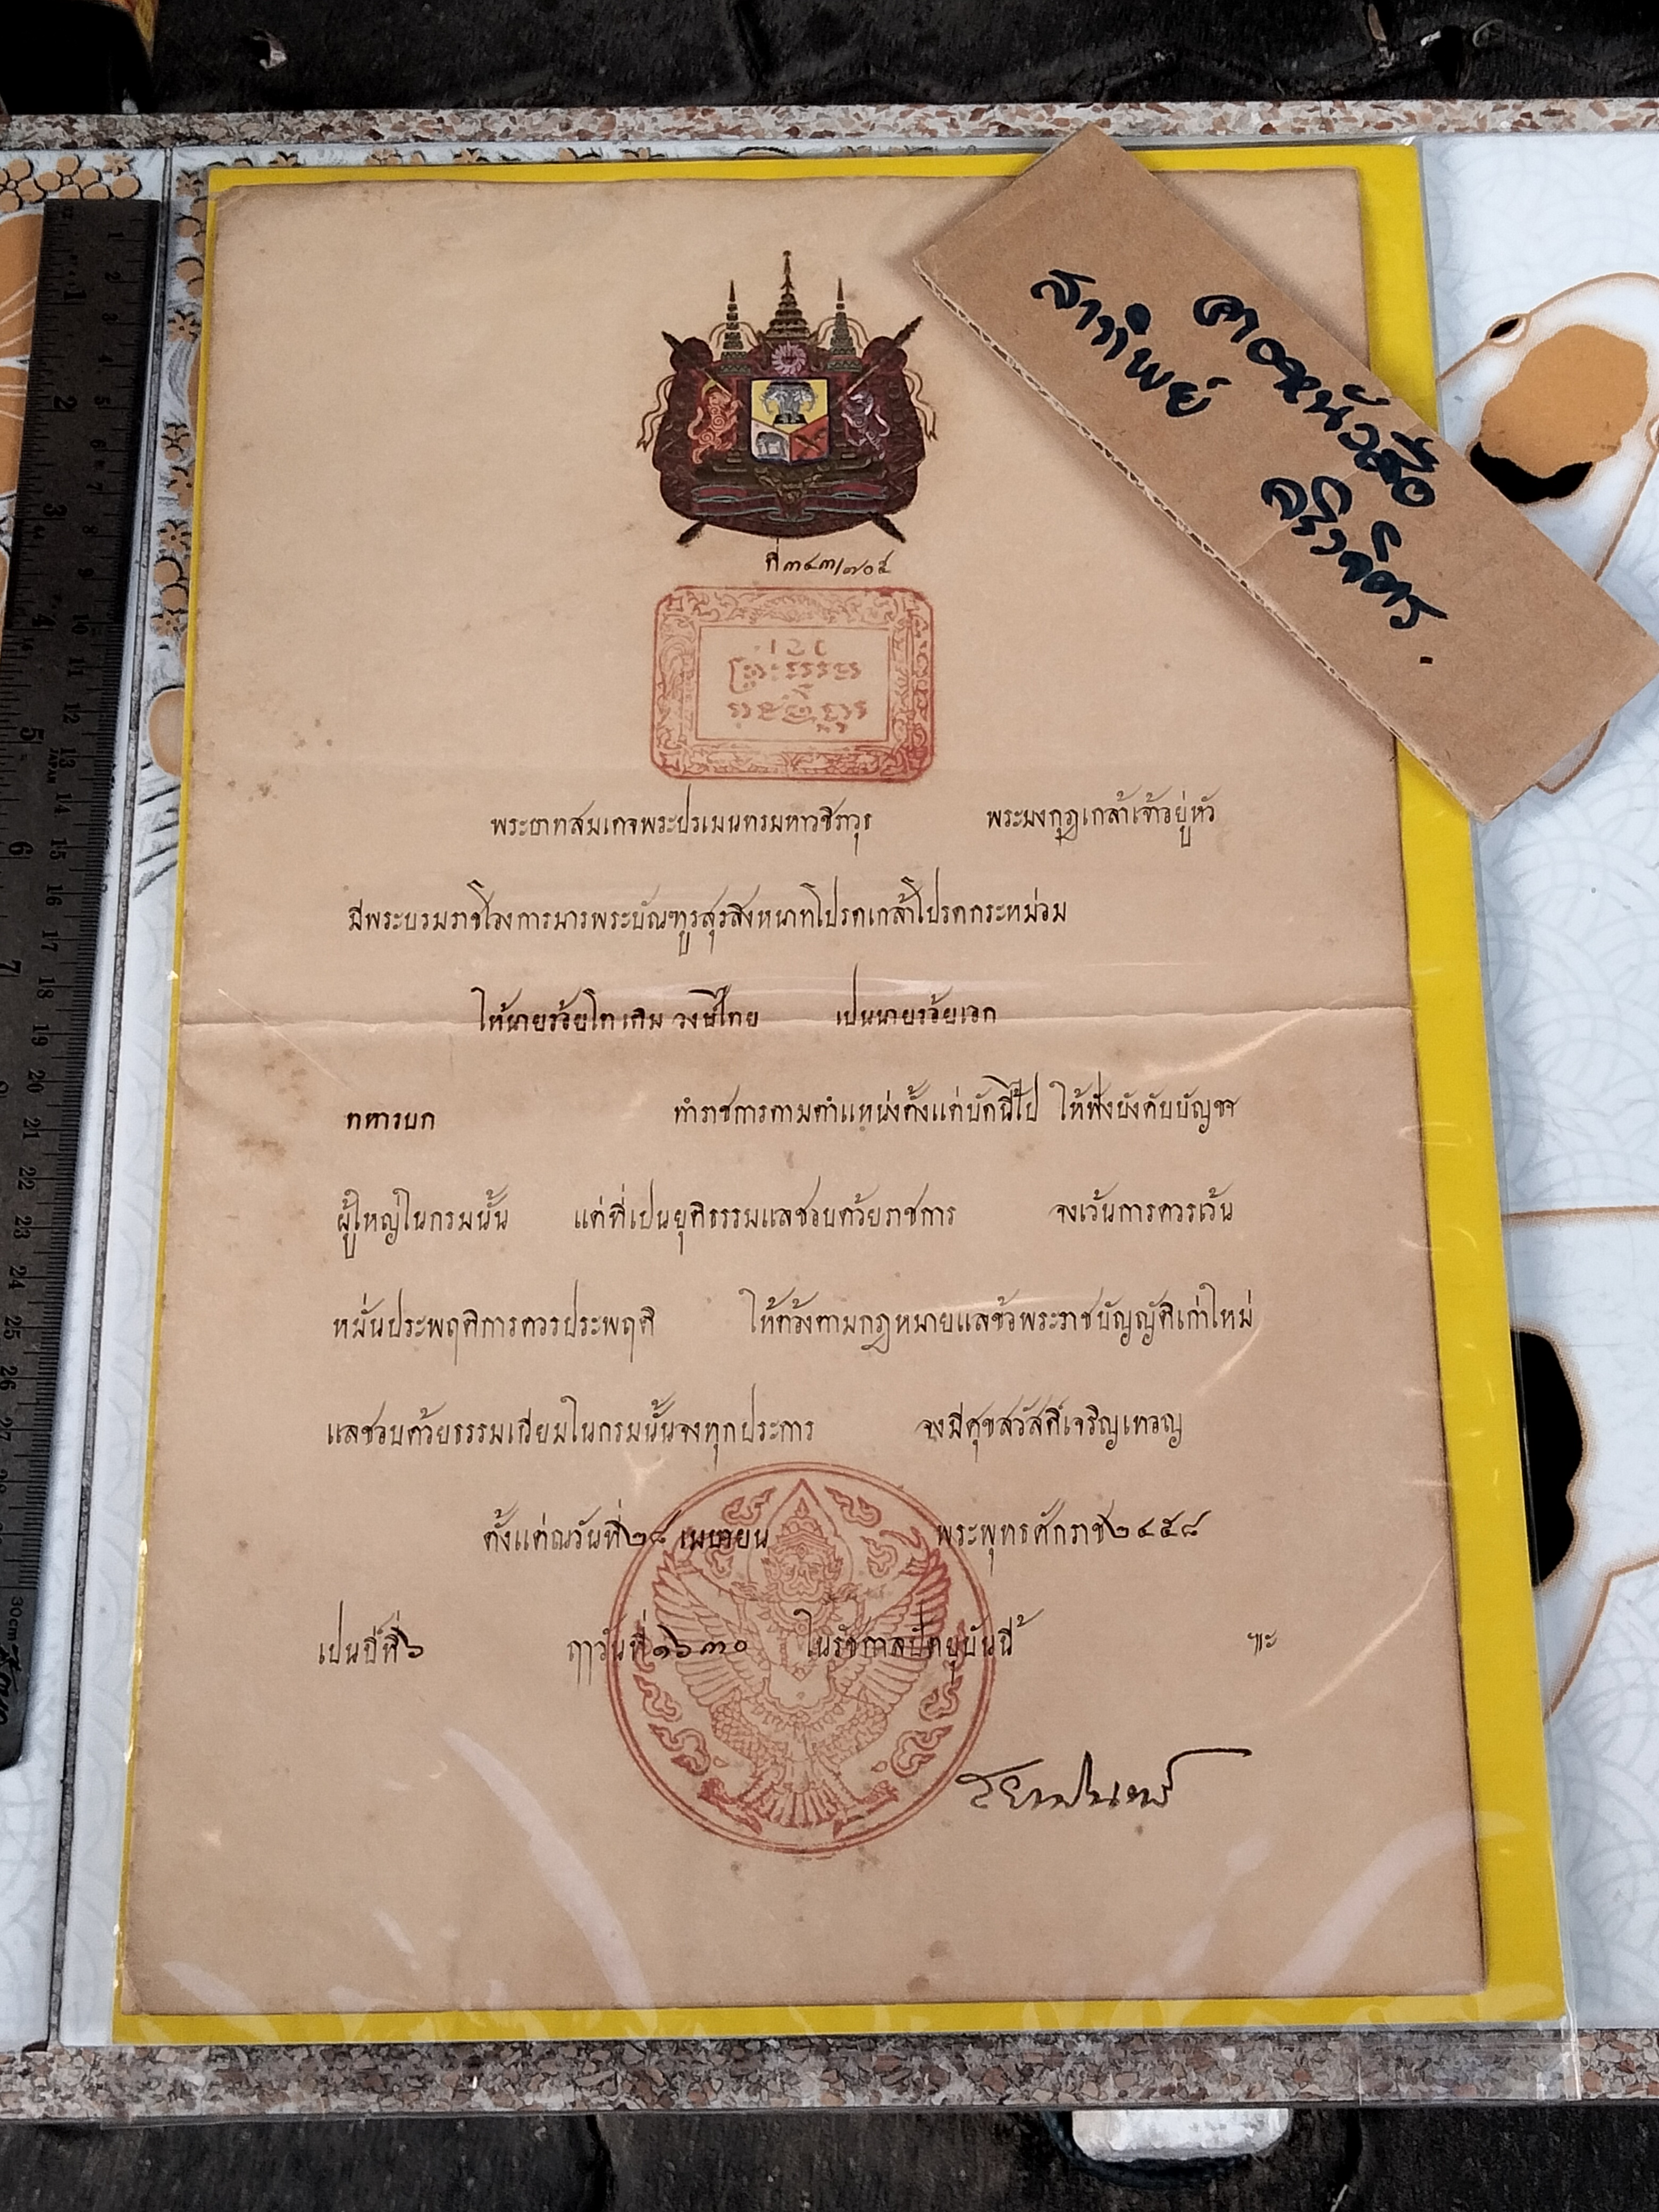 ตาดหนังสือ
สาทิพย์
ที่ ๓๔๓/๗๐๕
พระบาทสมเดจพระปรเมนทรมหาวชิราวุธ พระมงกุฎเกล้าเจ้าอยู่หัว
มีพระบรมราชโองการมารพระบัณฑูรสุรสิงหนาทโปรดเกล้าโปรดกระหม่อม
ให้นายร้อยโท เดิม วงษ์ไทย เปนนายร้อยเอก
ทหารบก ทำราชการตามตำแหน่งตั้งแต่บัดนี้ไป ให้ฟังบังคับบัญชา
ผู้ใหญ่ในกรมนั้น แต่ที่เปนยุติธรรมแลชอบด้วยราชการ จงเว้นการควรเว้น
หมั่นประพฤติการควรประพฤติ ให้ต้องตามกฎหมายแลข้อพระราชบัญญัติเก่าใหม่
แลชอบด้วยธรรมเนียมในกรมนั้นจงทุกประการ จงมีศุขสวัสดิ์เจริญเทอญ
ตั้งแต่ณวันที่ ๒๘ เมษายน พระพุทธศักราช ๒๔๕๘
เปนปีที่ ๖ ฤๅวันที่ ๑๖๓๐ ในรัชกาลปัตยุบันนี้ ฯะ
สยามินทร์